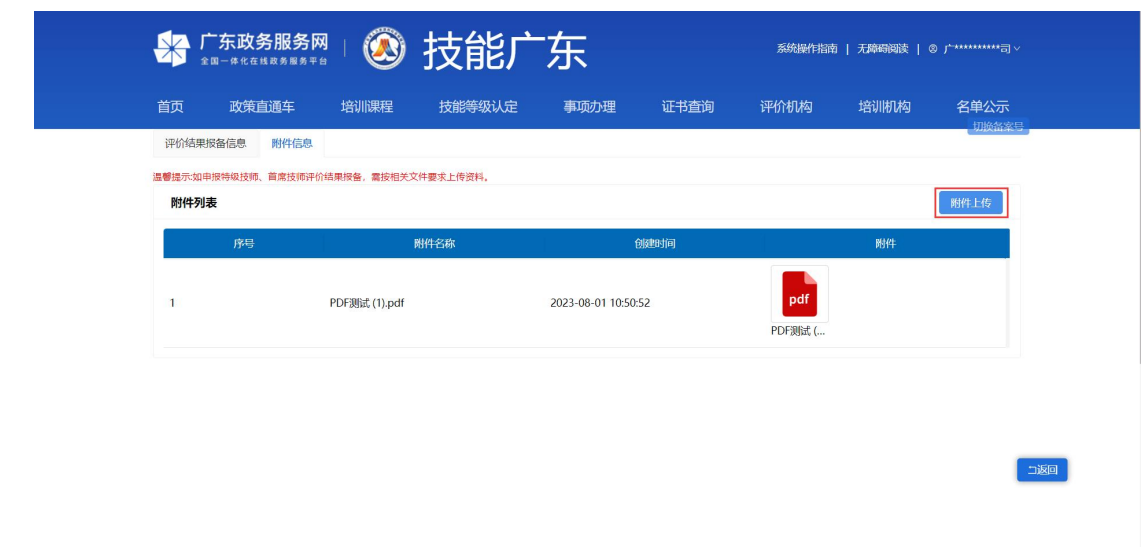 广东政务服务网
全国一体化在线政务服务平台
技能广东
系统操作指南 | 无障碍阅读 | 广**********司
首页 政策直通车 培训课程 技能等级认定 事项办理 证书查询 评价机构 培训机构 名单公示
切换备案号
评价结果报备信息 附件信息
温馨提示:如申报特级技师、首席技师评价结果报备，需按相关文件要求上传资料。
附件列表 附件上传
序号 附件名称 创建时间 附件
pdf
1 PDF测试 (1).pdf 2023-08-01 10:50:52
PDF测试 (...
返回